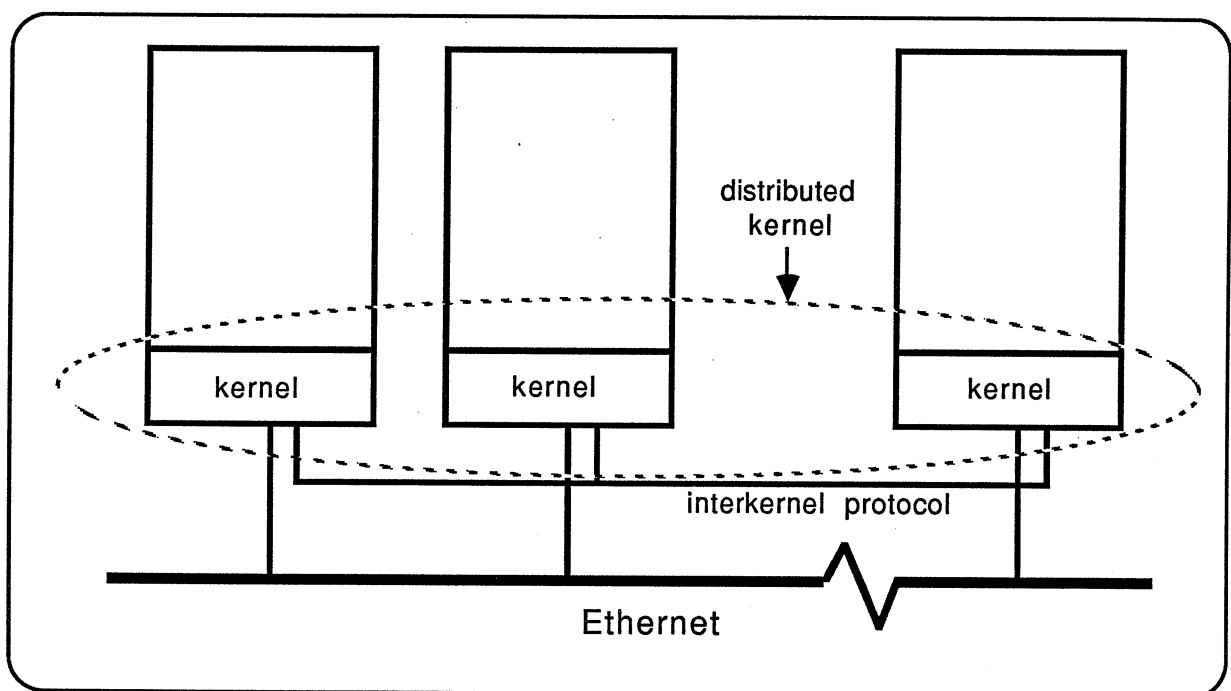 distributed
kernel
kernel
kernel
kernel
interkernel protocol
Ethernet